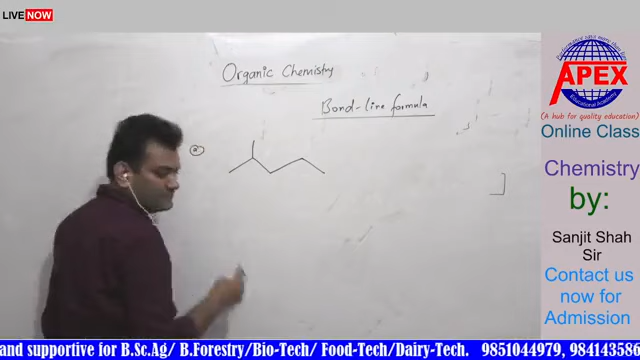 LIVE NOW
Organic Chemistry
Bond-line formula
a
APEX
Educational Academy
(A hub for quality education)
Online Class
Chemistry
by:
Sanjit Shah
Sir
Contact us
now for
Admission
and supportive for B.Sc.Ag/ B.Forestry/Bio-Tech/ Food-Tech/Dairy-Tech. 9851044979, 984143586